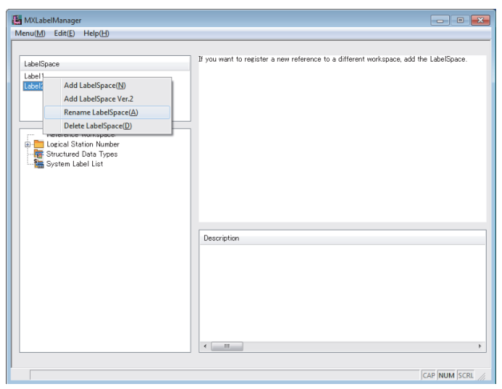 MXLabelManager
Menu(M) Edit(E) Help(H)
LabelSpace
Label1
Label
Add LabelSpace(N)
Add LabelSpace Ver.2
Rename LabelSpace(A)
Delete LabelSpace(D)
Reference Workspace
Logical Station Number
Structured Data Types
System Label List
If you want to register a new reference to a different workspace, add the LabelSpace.
Description
CAP NUM SCRL